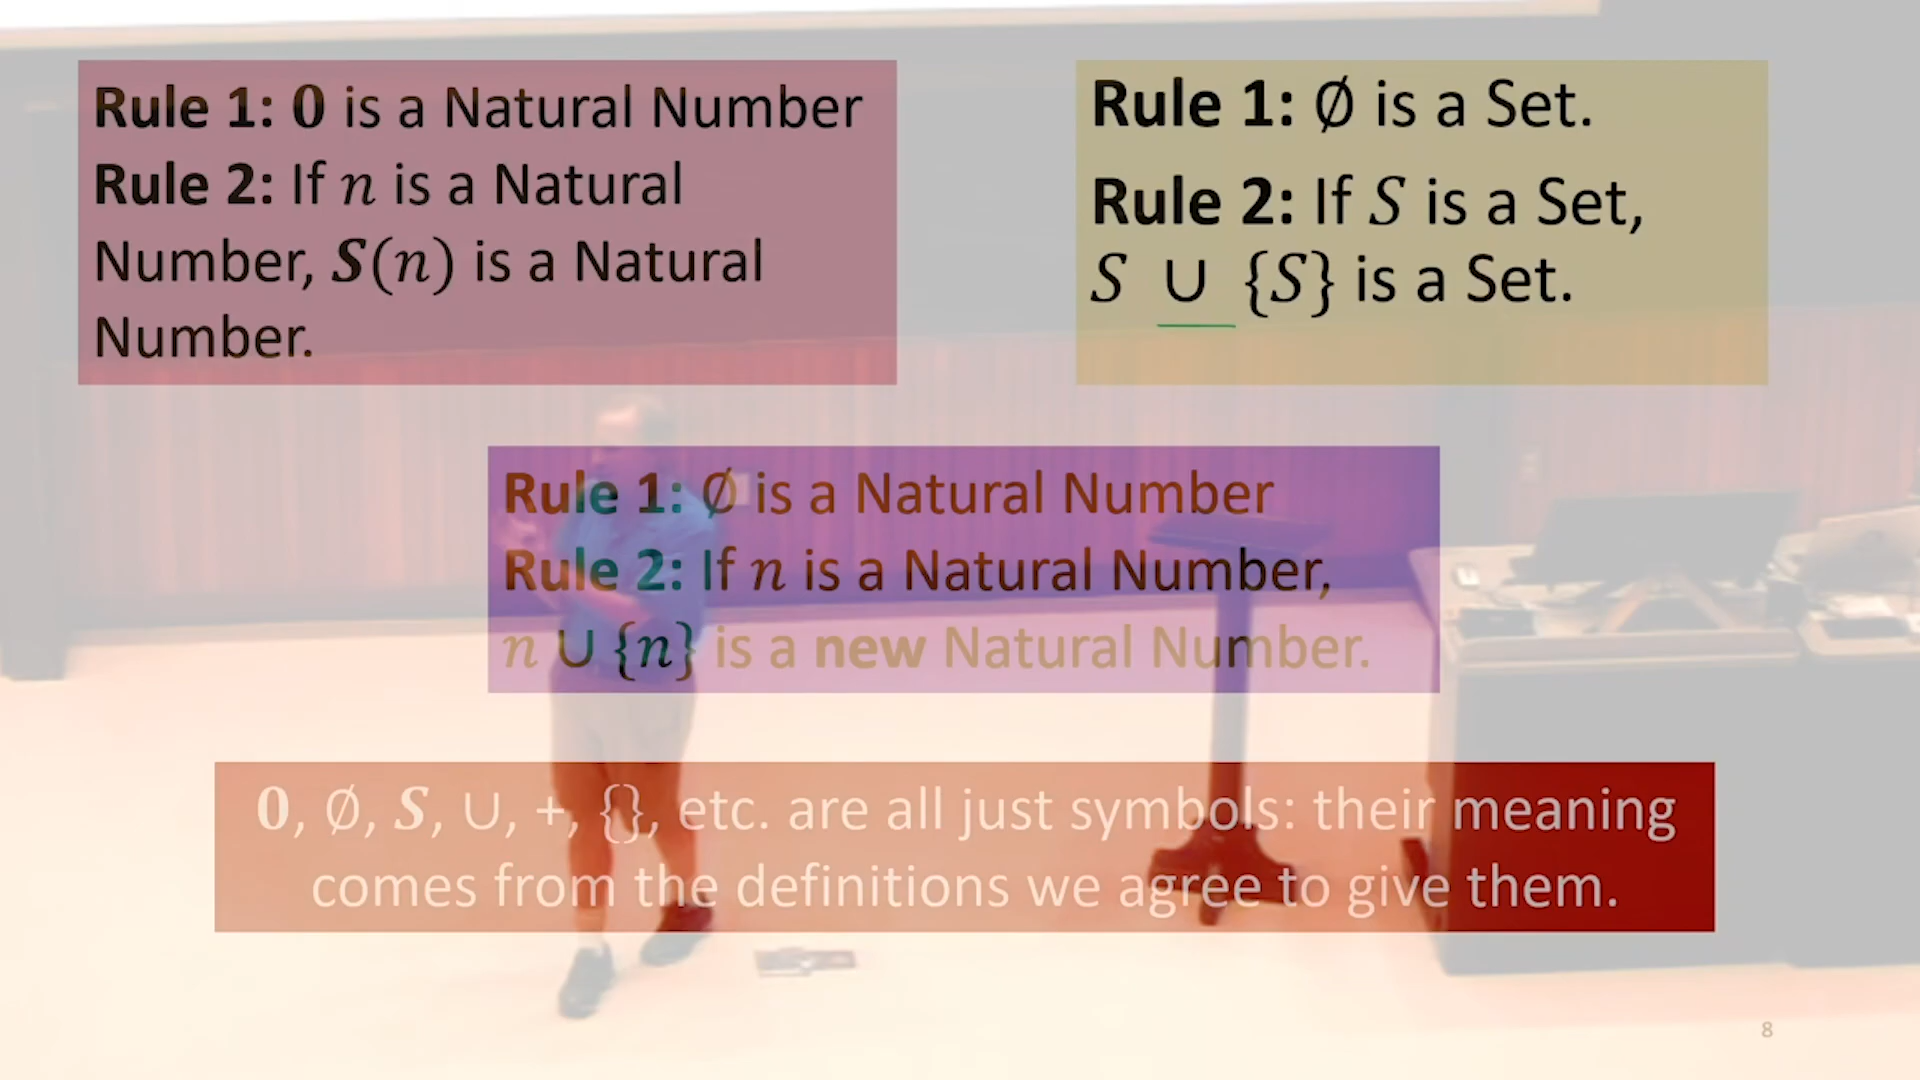 Rule 1: 0 is a Natural Number
Rule 2: If n is a Natural
Number, S(n) is a Natural
Number.
Rule 1: ∅ is a Set.
Rule 2: If S is a Set,
S ∪ {S} is a Set.
Rule 1: ∅ is a Natural Number
Rule 2: If n is a Natural Number,
n ∪ {n} is a new Natural Number.
0, ∅, S, ∪, +, {}, etc. are all just symbols: their meaning
comes from the definitions we agree to give them.
8